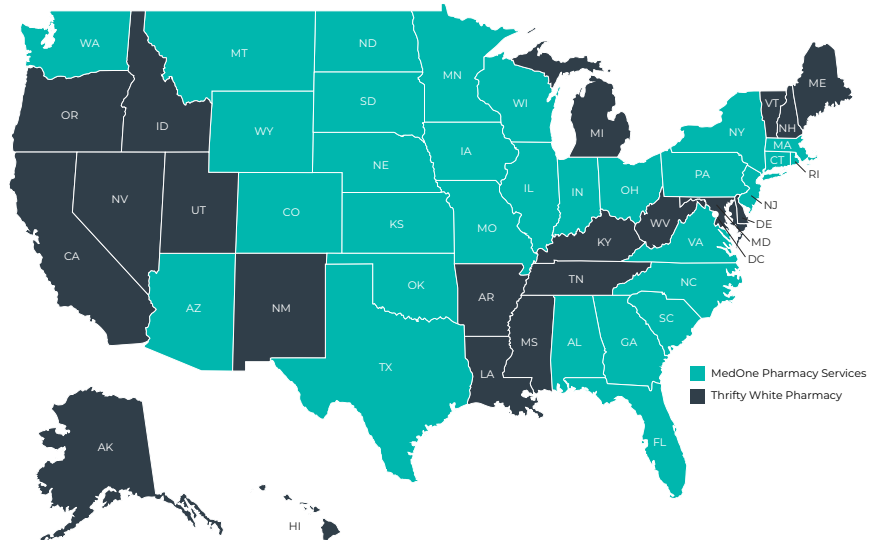 WA
MT
ND
MN
OR
ID
WY
SD
WI
MI
NY
VT
NH
ME
MA
CT
RI
NV
UT
CO
NE
IA
IL
IN
OH
PA
NJ
DE
MD
DC
CA
KS
MO
KY
WV
VA
AZ
NM
OK
AR
TN
NC
SC
TX
LA
MS
AL
GA
FL
AK
HI
MedOne Pharmacy Services
Thrifty White Pharmacy